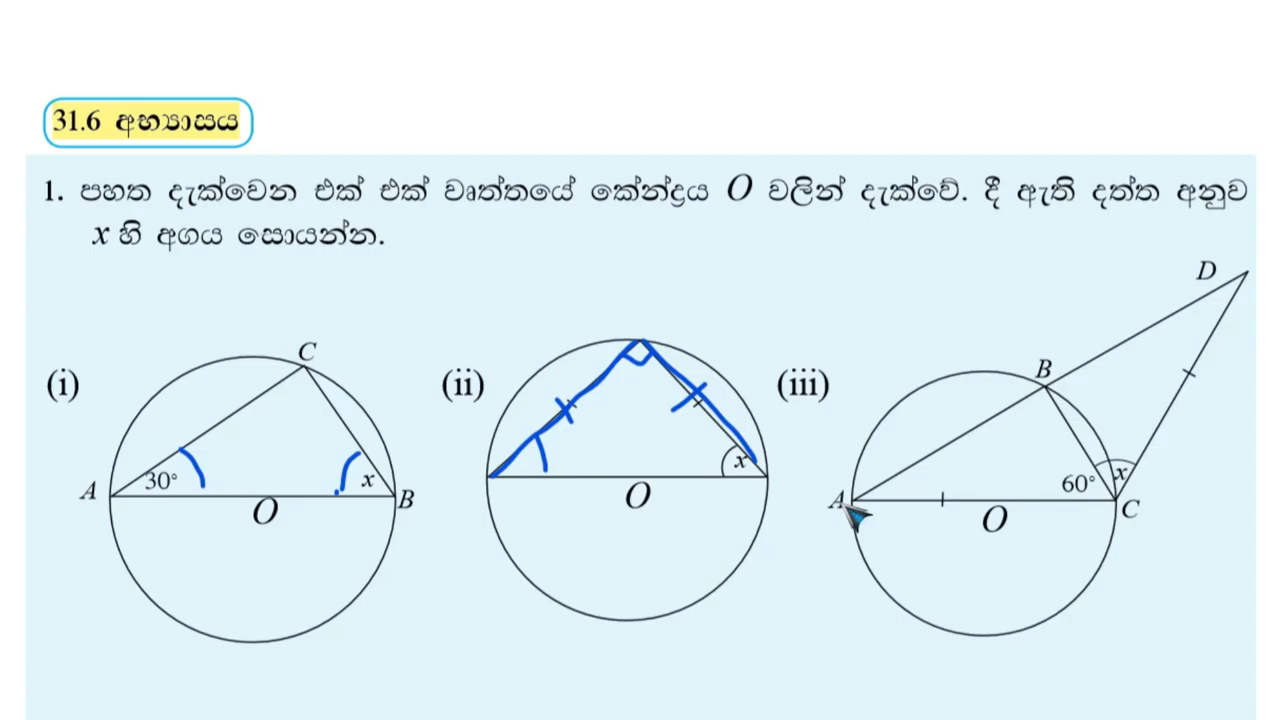 31.6 අභ්‍යාසය
1. පහත දැක්වෙන එක් එක් වෘත්තයේ කේන්ද්‍රය O වලින් දැක්වේ. දී ඇති දත්ත අනුව
x හි අගය සොයන්න.
(i)
C
A
30°
x
B
O
(ii)
x
O
(iii)
D
B
A
60°
x
C
O